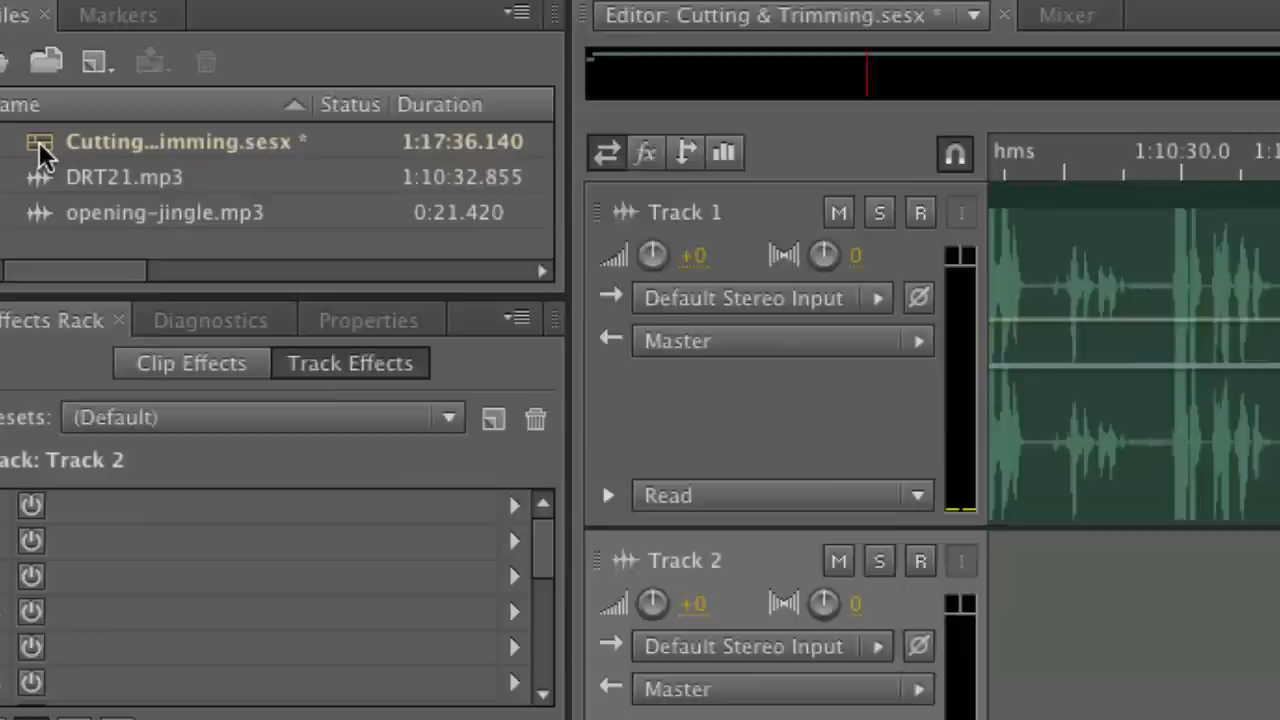 iles × Markers
Editor: Cutting & Trimming.sesx * × Mixer
ame Status Duration
Cutting...imming.sesx * 1:17:36.140
DRT21.mp3 1:10:32.855
opening-jingle.mp3 0:21.420
fx
hms 1:10:30.0 1:1
Track 1 M S R I
+0 0
Default Stereo Input
Master
Read
ffects Rack × Diagnostics Properties
Clip Effects Track Effects
esets: (Default)
ack: Track 2
Track 2 M S R I
+0 0
Default Stereo Input
Master